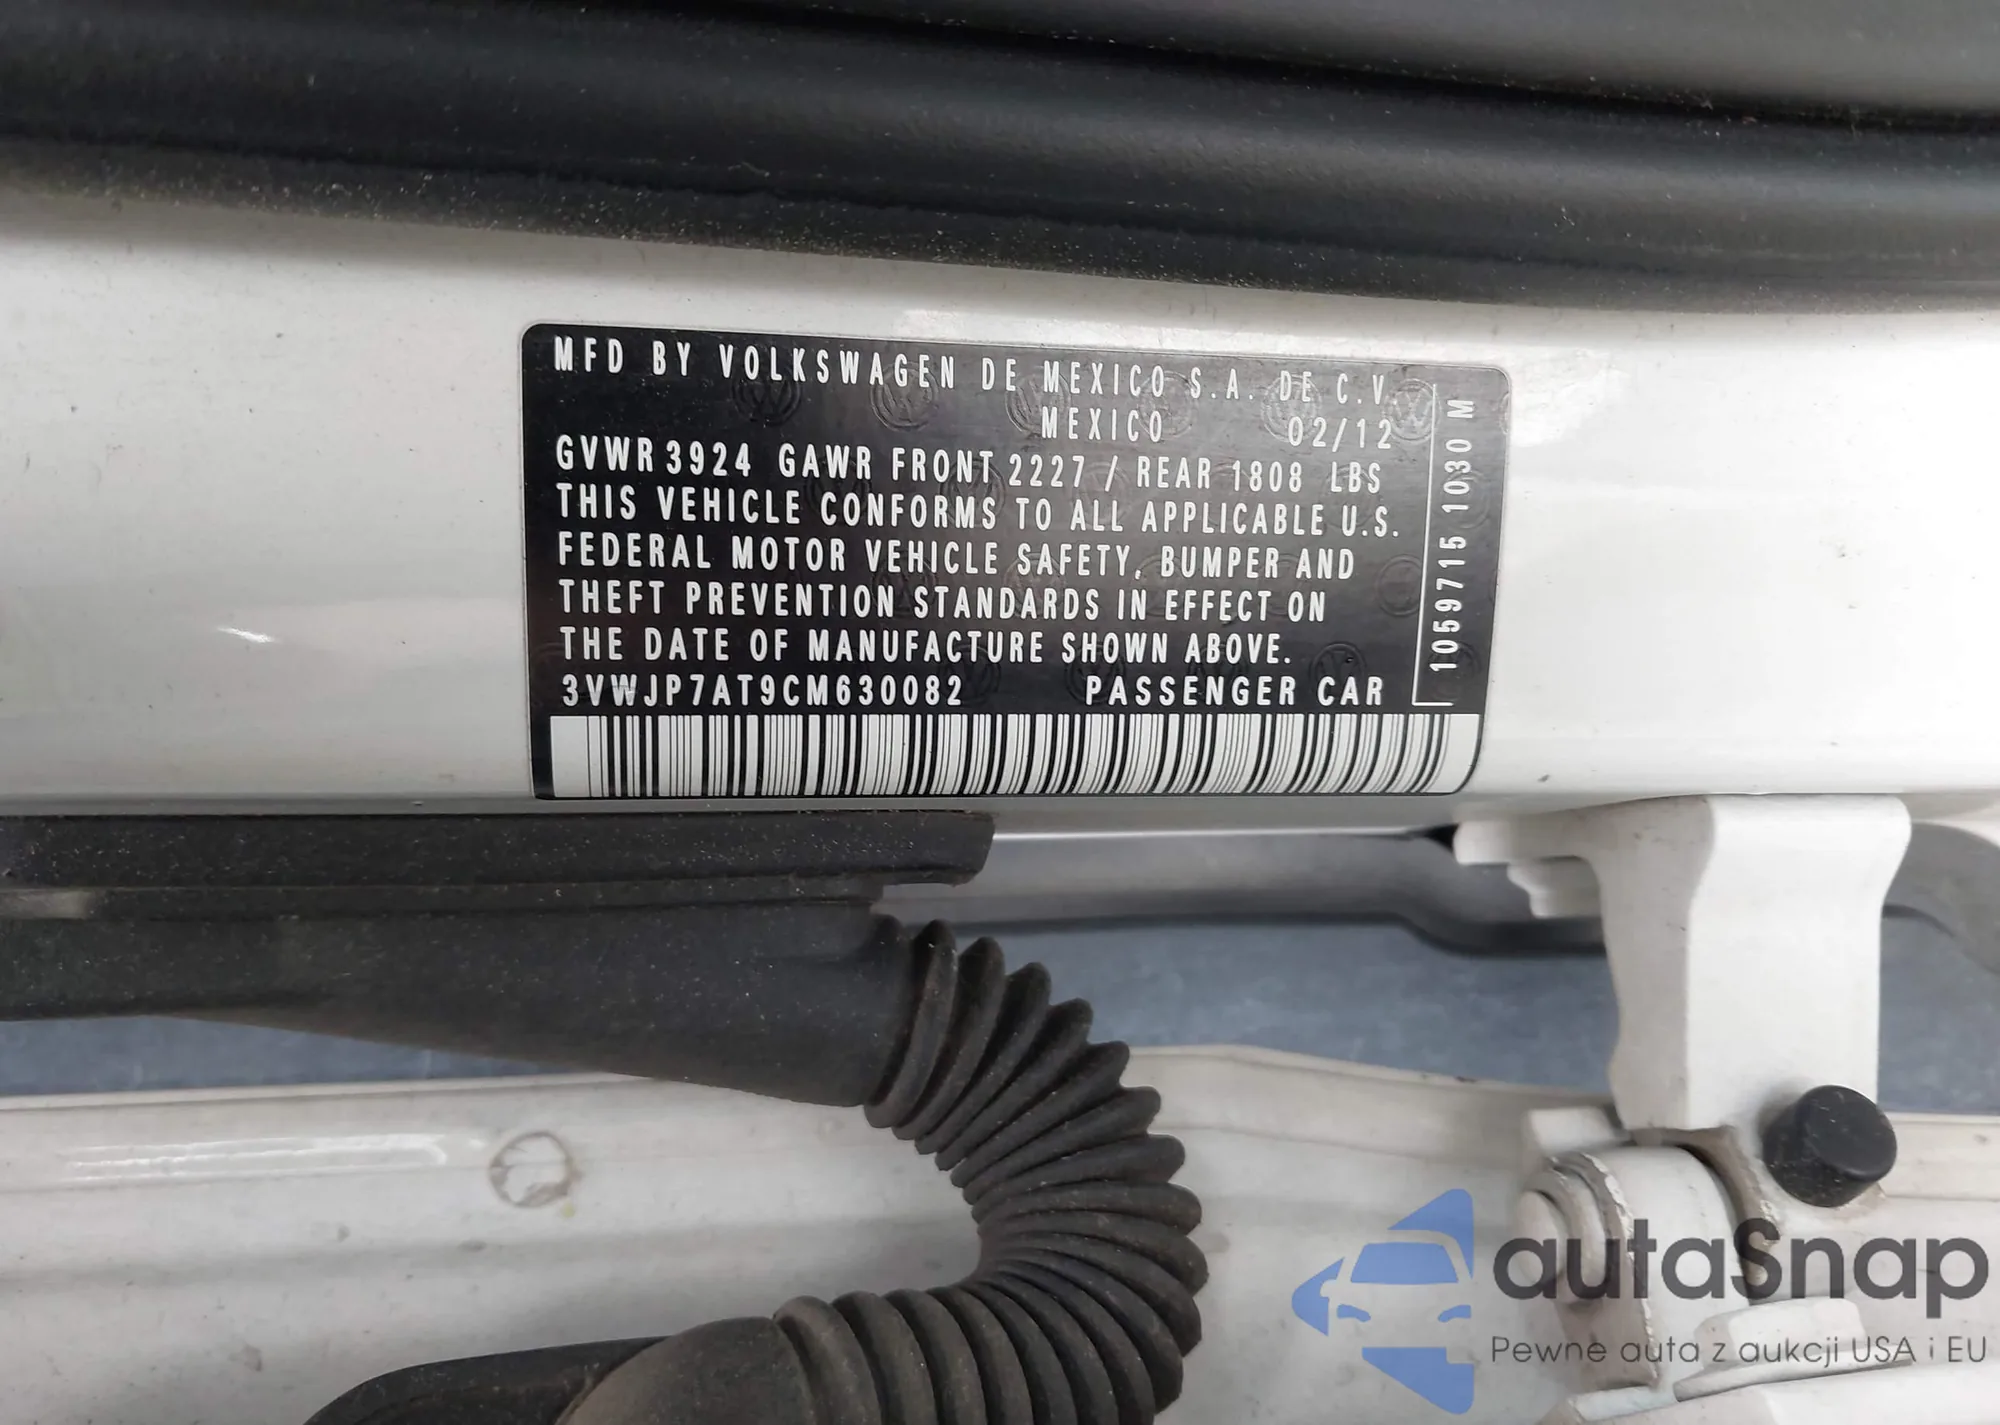 MFD BY VOLKSWAGEN DE MEXICO S.A. DE C.V.
MEXICO 02/12
GVWR 3924 GAWR FRONT 2227 / REAR 1808 LBS
THIS VEHICLE CONFORMS TO ALL APPLICABLE U.S.
FEDERAL MOTOR VEHICLE SAFETY, BUMPER AND
THEFT PREVENTION STANDARDS IN EFFECT ON
THE DATE OF MANUFACTURE SHOWN ABOVE.
3VWJP7AT9CM630082 PASSENGER CAR
1059715 1030 M
autaSnap
Pewne auta z aukcji USA i EU